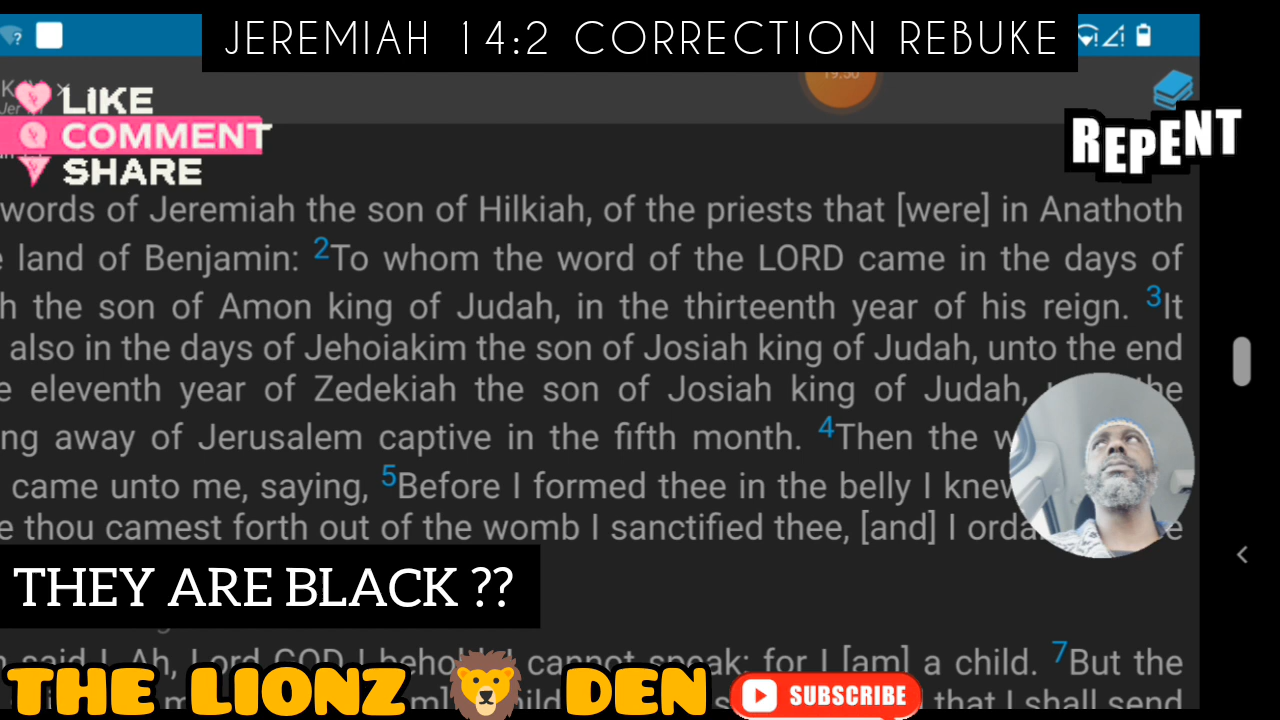 JEREMIAH 14:2 CORRECTION REBUKE
19:50
LIKE
COMMENT
SHARE
REPENT
words of Jeremiah the son of Hilkiah, of the priests that [were] in Anathoth
land of Benjamin: 2To whom the word of the LORD came in the days of
h the son of Amon king of Judah, in the thirteenth year of his reign. 3It
also in the days of Jehoiakim the son of Josiah king of Judah, unto the end
e eleventh year of Zedekiah the son of Josiah king of Judah, the
ng away of Jerusalem captive in the fifth month. 4Then the w
came unto me, saying, 5Before I formed thee in the belly I knew
e thou camest forth out of the womb I sanctified thee, [and] I orda e
THEY ARE BLACK ??
said I, Ah, Lord GOD! behold, I cannot speak: for I [am] a child. 7But the
that I shall send
THE LIONZ 🦁 DEN
SUBSCRIBE